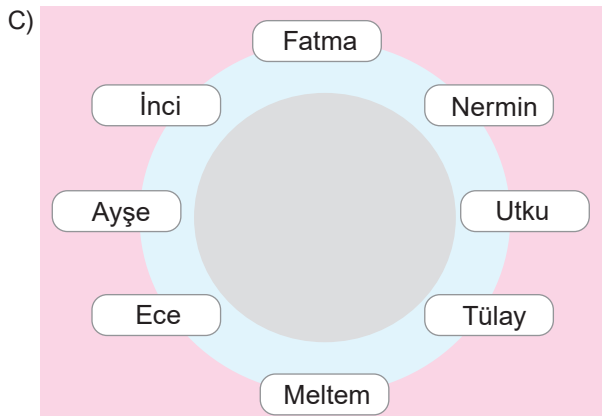 C)
Fatma
İnci
Nermin
Ayşe
Utku
Ece
Tülay
Meltem